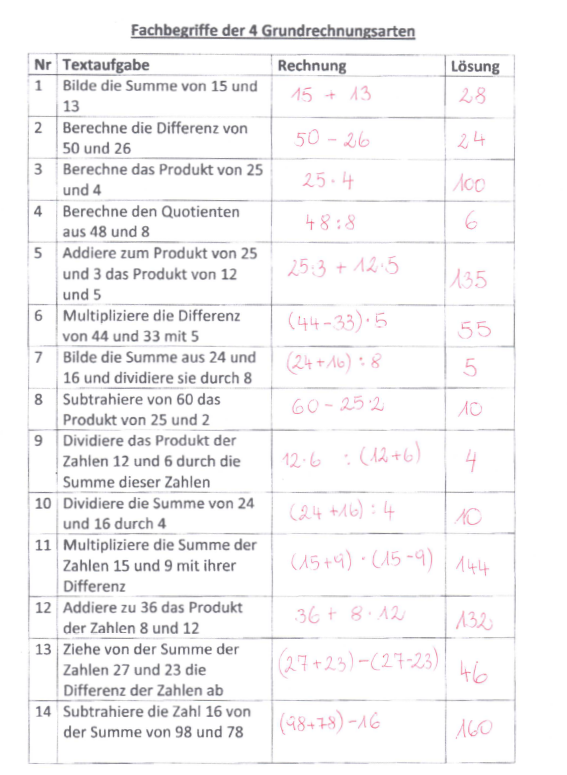 Fachbegriffe der 4 Grundrechnungsarten
Nr Textaufgabe Rechnung Lösung
1 Bilde die Summe von 15 und 15 + 13 28
13
2 Berechne die Differenz von 50 - 26 24
50 und 26
3 Berechne das Produkt von 25 25 · 4 100
und 4
4 Berechne den Quotienten 48 : 8 6
aus 48 und 8
5 Addiere zum Produkt von 25 25·3 + 12·5 135
und 3 das Produkt von 12
und 5
6 Multipliziere die Differenz (44-33)·5 55
von 44 und 33 mit 5
7 Bilde die Summe aus 24 und (24+16) : 8 5
16 und dividiere sie durch 8
8 Subtrahiere von 60 das 60 - 25·2 10
Produkt von 25 und 2
9 Dividiere das Produkt der 12·6 : (12+6) 4
Zahlen 12 und 6 durch die
Summe dieser Zahlen
10 Dividiere die Summe von 24 (24 +16) : 4 10
und 16 durch 4
11 Multipliziere die Summe der (15+9) · (15-9) 144
Zahlen 15 und 9 mit ihrer
Differenz
12 Addiere zu 36 das Produkt 36 + 8·12 132
der Zahlen 8 und 12
13 Ziehe von der Summe der (27+23)-(27-23) 46
Zahlen 27 und 23 die
Differenz der Zahlen ab
14 Subtrahiere die Zahl 16 von (98+78)-16 160
der Summe von 98 und 78